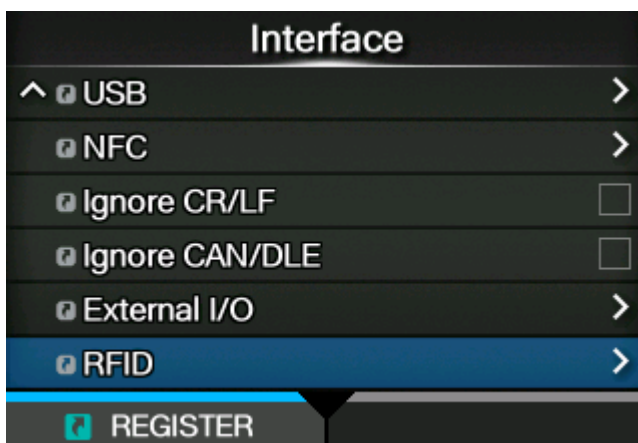 Interface
USB
NFC
Ignore CR/LF
Ignore CAN/DLE
External I/O
RFID
REGISTER